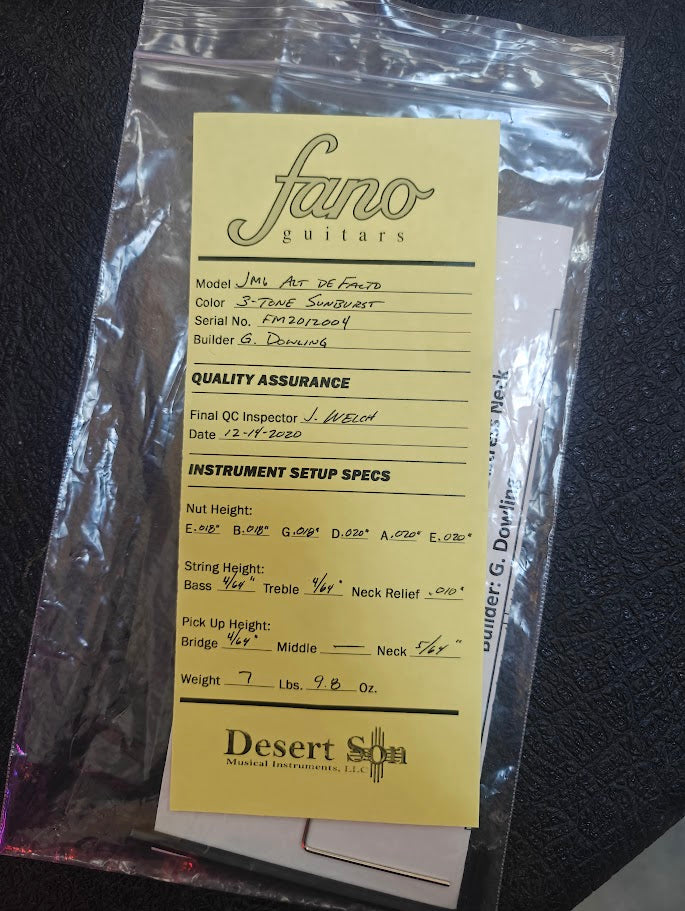 fano
guitars
Model JM6 ALT DE FACTO
Color 3-TONE SUNBURST
Serial No. FM2012004
Builder G. DOWLING
QUALITY ASSURANCE
Final QC Inspector J. WELCH
Date 12-14-2020
INSTRUMENT SETUP SPECS
Nut Height:
E .018" B .018" G .018" D .020" A .020" E .020"
String Height:
Bass 4/64" Treble 4/64" Neck Relief .010"
Pick Up Height:
Bridge 4/64" Middle — Neck 5/64"
Weight 7 Lbs. 9.8 Oz.
Desert Son
Musical Instruments, LLC
Neck
Builder: G. Dowling